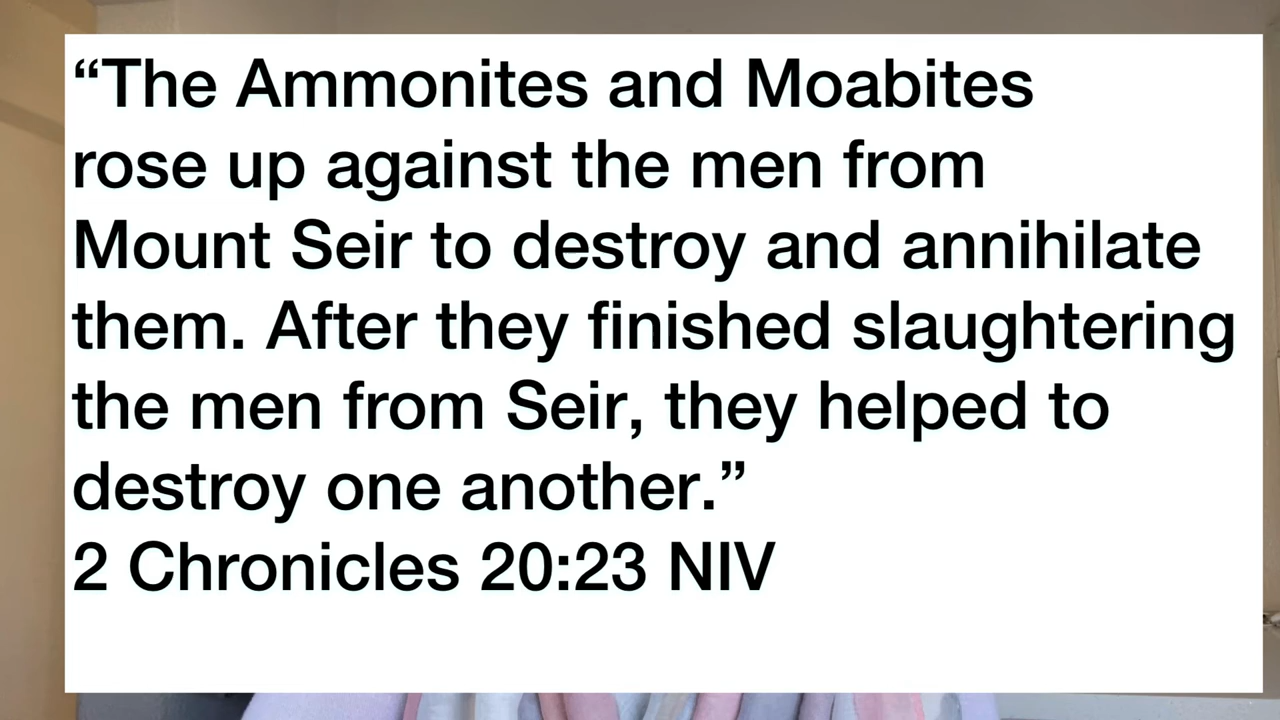 “The Ammonites and Moabites
rose up against the men from
Mount Seir to destroy and annihilate
them. After they finished slaughtering
the men from Seir, they helped to
destroy one another.”
2 Chronicles 20:23 NIV